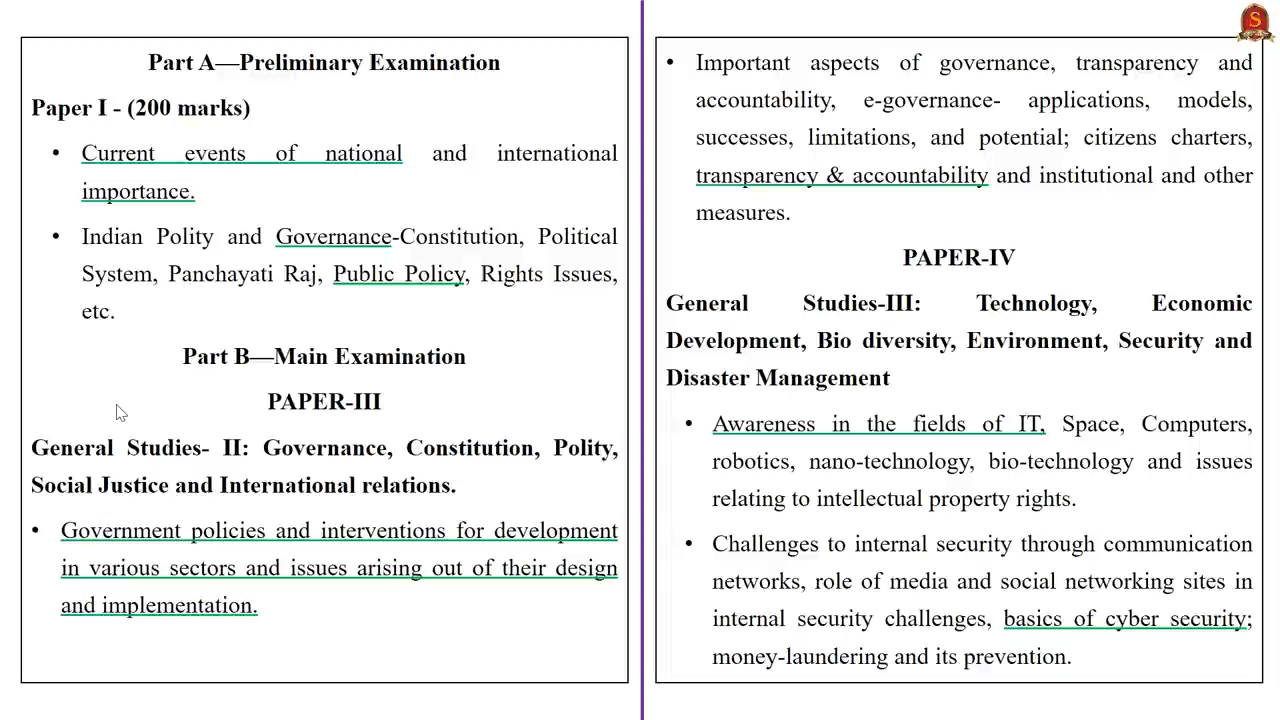 Part A—Preliminary Examination
Paper I - (200 marks)
• Current events of national and international
importance.
• Indian Polity and Governance-Constitution, Political
System, Panchayati Raj, Public Policy, Rights Issues,
etc.
Part B—Main Examination
PAPER-III
General Studies- II: Governance, Constitution, Polity,
Social Justice and International relations.
• Government policies and interventions for development
in various sectors and issues arising out of their design
and implementation.
• Important aspects of governance, transparency and
accountability, e-governance- applications, models,
successes, limitations, and potential; citizens charters,
transparency & accountability and institutional and other
measures.
PAPER-IV
General Studies-III: Technology, Economic
Development, Bio diversity, Environment, Security and
Disaster Management
• Awareness in the fields of IT, Space, Computers,
robotics, nano-technology, bio-technology and issues
relating to intellectual property rights.
• Challenges to internal security through communication
networks, role of media and social networking sites in
internal security challenges, basics of cyber security;
money-laundering and its prevention.
S